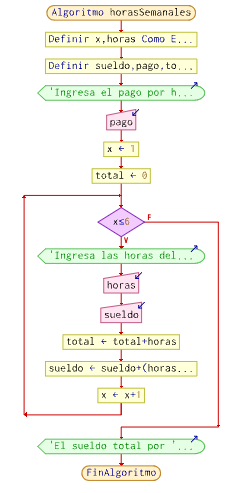 Algoritmo horasSemanales
Definir x,horas Como E...
Definir sueldo,pago,to...
'Ingresa el pago por h...
pago
x ← 1
total ← 0
x≤6
F
V
'Ingresa las horas del...
horas
sueldo
total ← total+horas
sueldo ← sueldo+(horas...
x ← x+1
'El sueldo total por '...
FinAlgoritmo